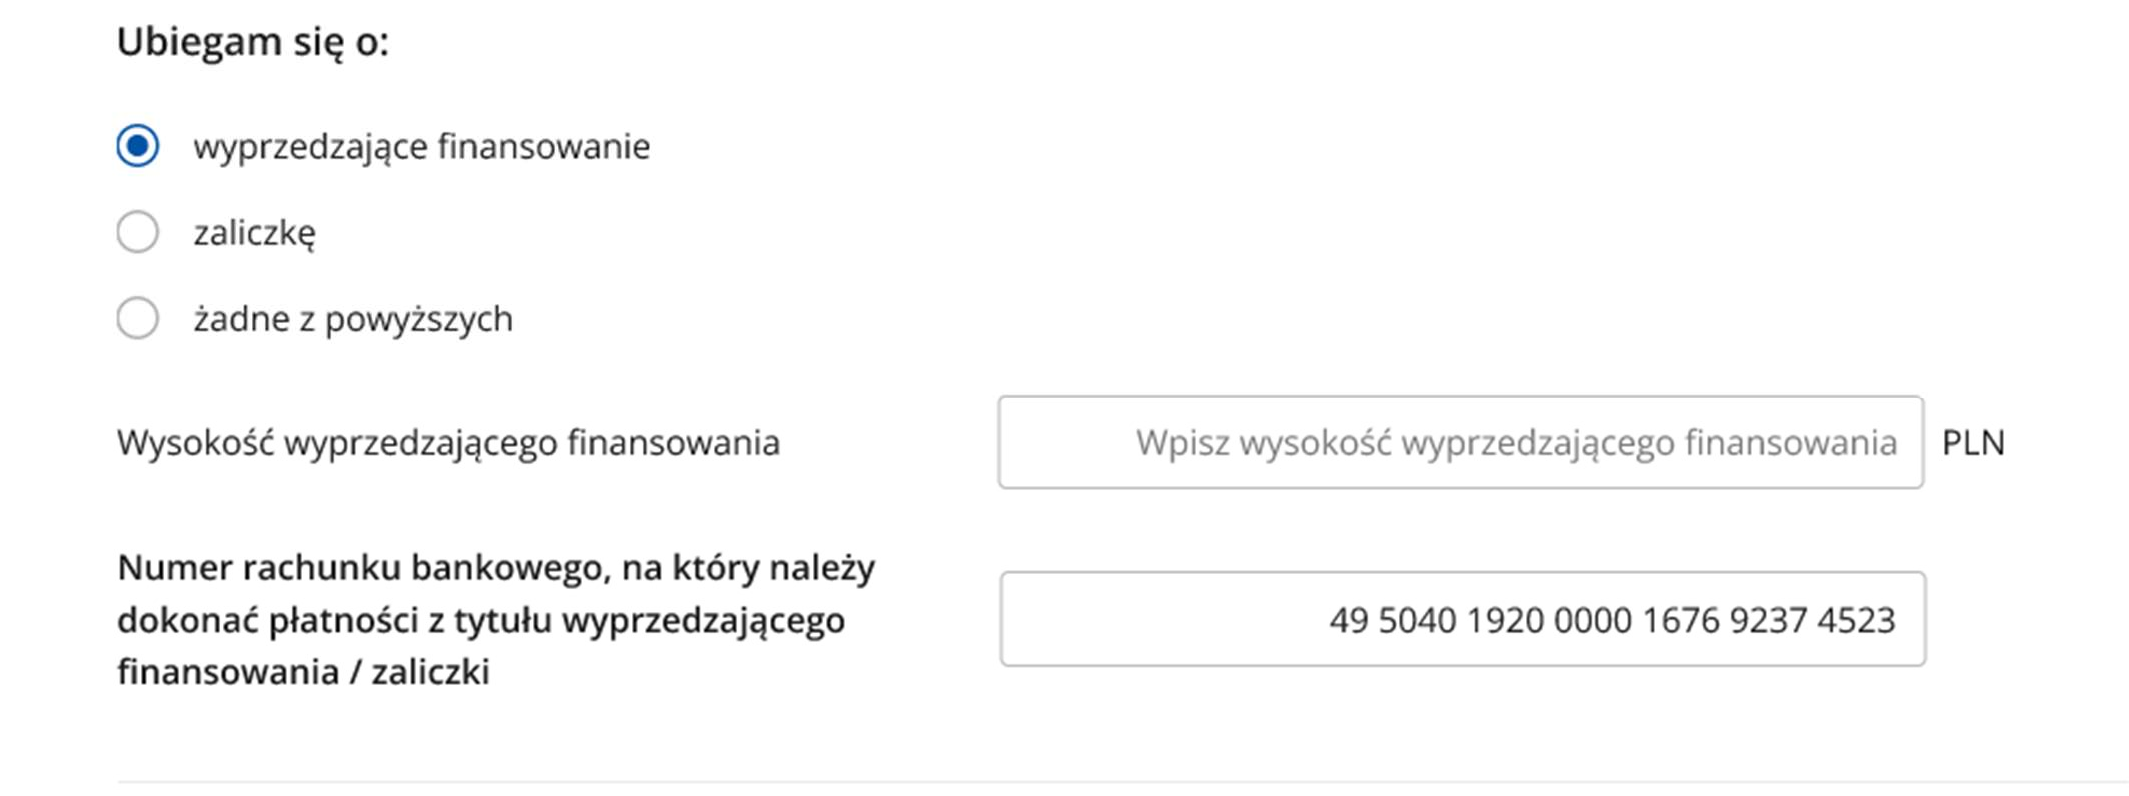 Ubiegam się o:
wyprzedzające finansowanie
zaliczkę
żadne z powyższych
Wysokość wyprzedzającego finansowania
Wpisz wysokość wyprzedzającego finansowania
PLN
Numer rachunku bankowego, na który należy
dokonać płatności z tytułu wyprzedzającego
finansowania / zaliczki
49 5040 1920 0000 1676 9237 4523